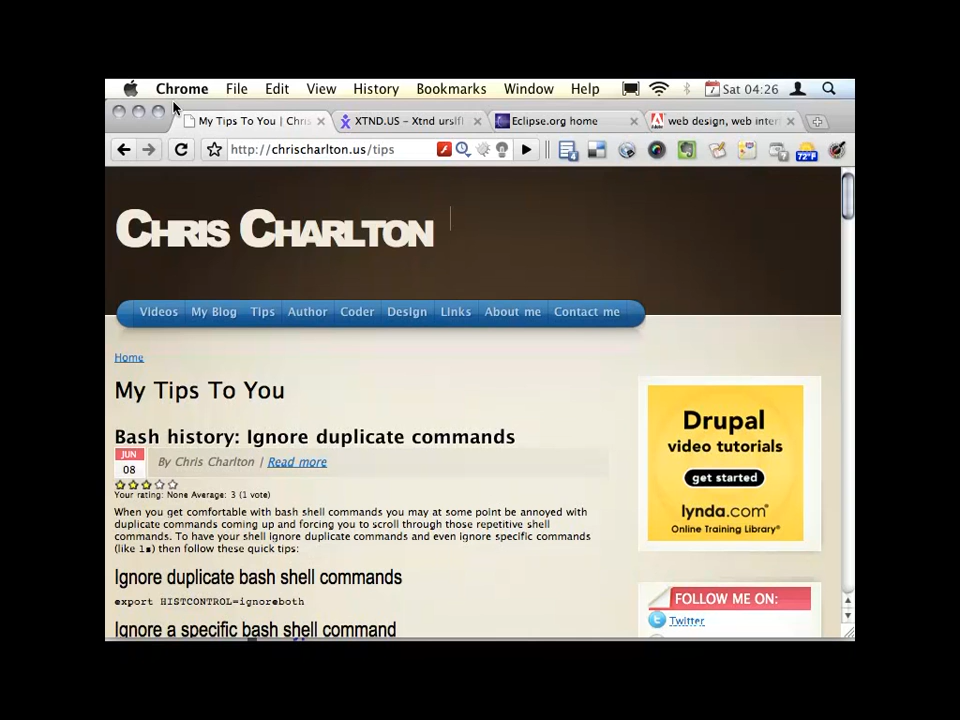 Chrome File Edit View History Bookmarks Window Help Sat 04:26
My Tips To You | Chris XTND.US - Xtnd Eclipse.org home web design, web inter
http://chrischarlton.us/tips 72°F
CHRIS CHARLTON
Videos My Blog Tips Author Coder Design Links About me Contact me
Home
My Tips To You
Bash history: Ignore duplicate commands
JUN
08
By Chris Charlton | Read more
Your rating: None Average: 3 (1 vote)
When you get comfortable with bash shell commands you may at some point be annoyed with
duplicate commands coming up and forcing you to scroll through those repetitive shell
commands. To have your shell ignore duplicate commands and even ignore specific commands
(like ls) then follow these quick tips:
Ignore duplicate bash shell commands
export HISTCONTROL=ignoreboth
Ignore a specific bash shell command
Drupal
video tutorials
get started
lynda.com®
Online Training Library®
FOLLOW ME ON:
Twitter